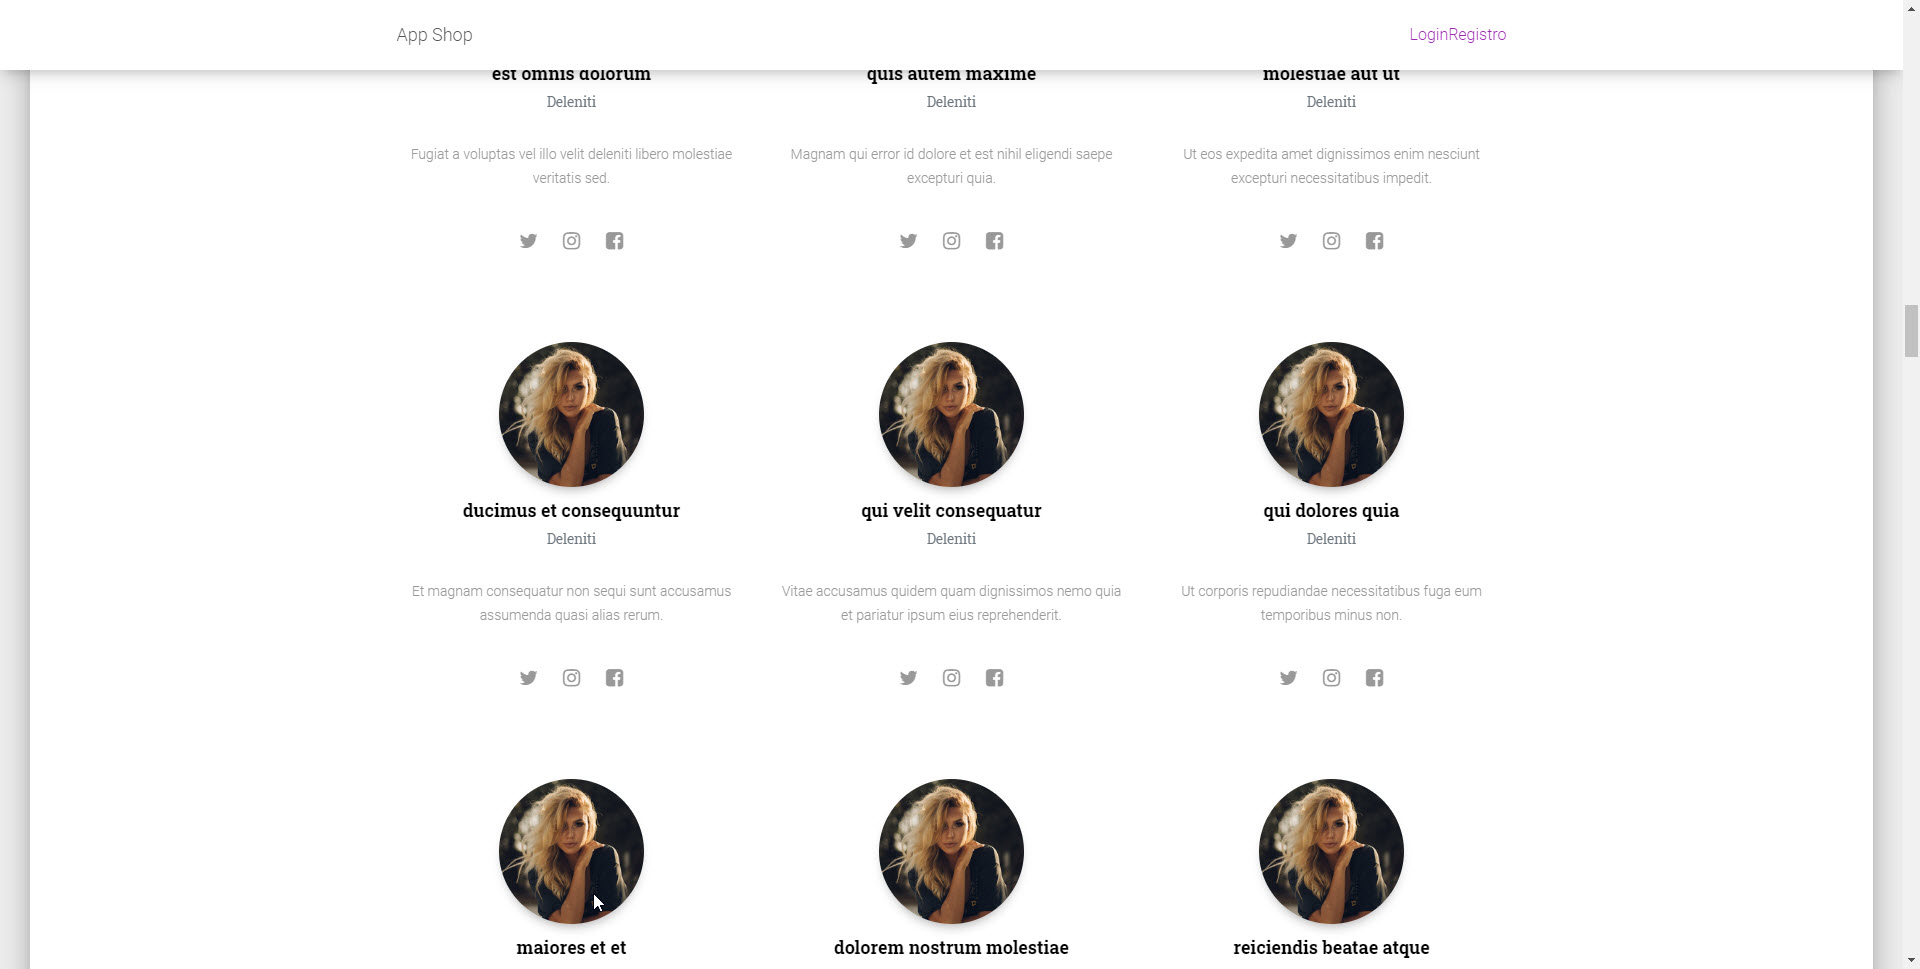 App Shop
LoginRegistro
est omnis dolorum
Deleniti
Fugiat a voluptas vel illo velit deleniti libero molestiae
veritatis sed.
quis autem maxime
Deleniti
Magnam qui error id dolore et est nihil eligendi saepe
excepturi quia.
molestiae aut ut
Deleniti
Ut eos expedita amet dignissimos enim nesciunt
excepturi necessitatibus impedit.
ducimus et consequuntur
Deleniti
Et magnam consequatur non sequi sunt accusamus
assumenda quasi alias rerum.
qui velit consequatur
Deleniti
Vitae accusamus quidem quam dignissimos nemo quia
et pariatur ipsum eius reprehenderit.
qui dolores quia
Deleniti
Ut corporis repudiandae necessitatibus fuga eum
temporibus minus non.
maiores et et
dolorem nostrum molestiae
reiciendis beatae atque